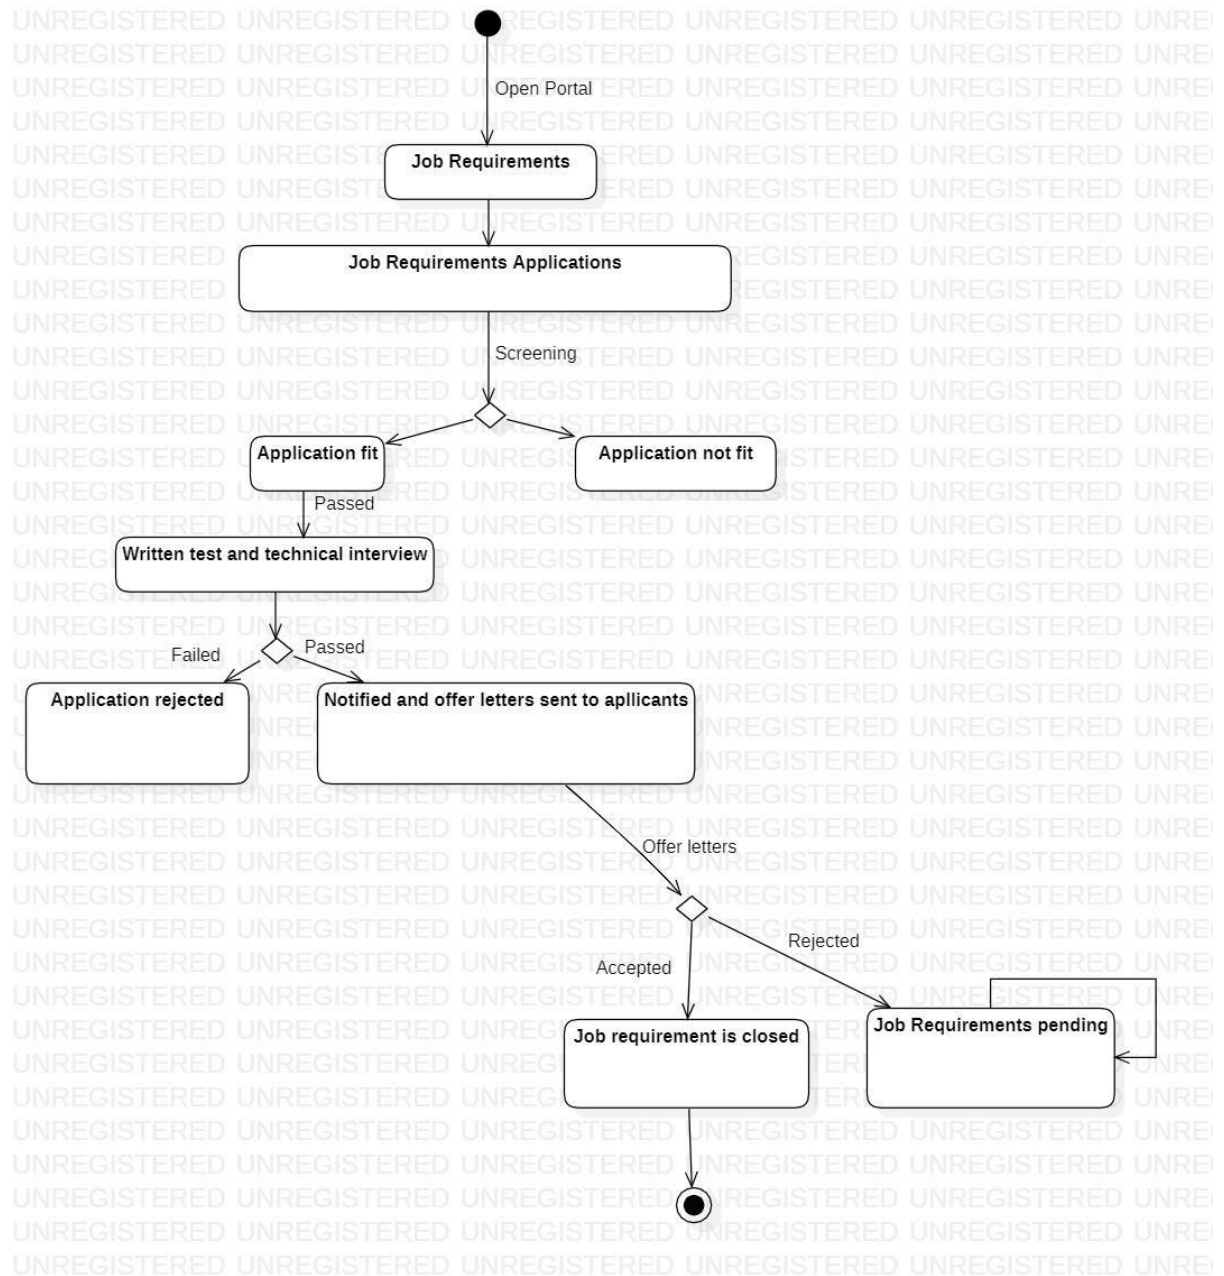 Open Portal
Job Requirements
Job Requirements Applications
Screening
Application fit
Application not fit
Passed
Written test and technical interview
Failed
Passed
Application rejected
Notified and offer letters sent to apllicants
Offer letters
Rejected
Accepted
Job Requirements pending
Job requirement is closed
UNREGISTERED